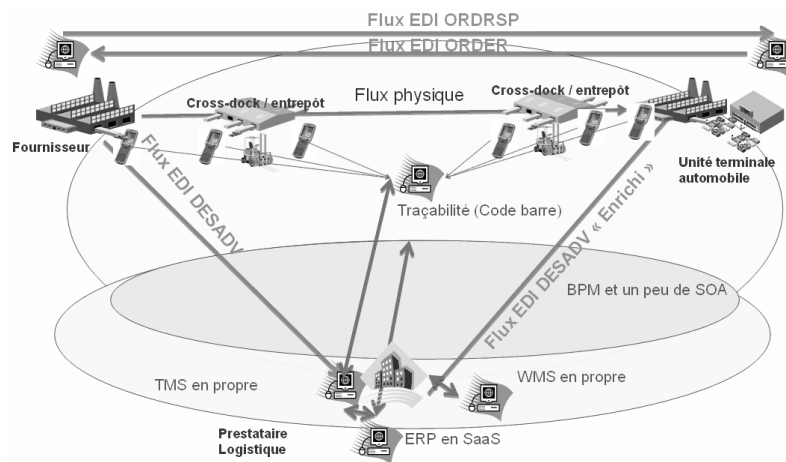 Flux EDI ORDRSP
Flux EDI ORDER
Cross-dock / entrepôt
Flux physique
Cross-dock / entrepôt
Fournisseur
Unité terminale
automobile
Traçabilité (Code barre)
Flux EDI DESADV
Flux EDI DESADV « Enrichi »
BPM et un peu de SOA
TMS en propre
WMS en propre
Prestataire
Logistique
ERP en SaaS